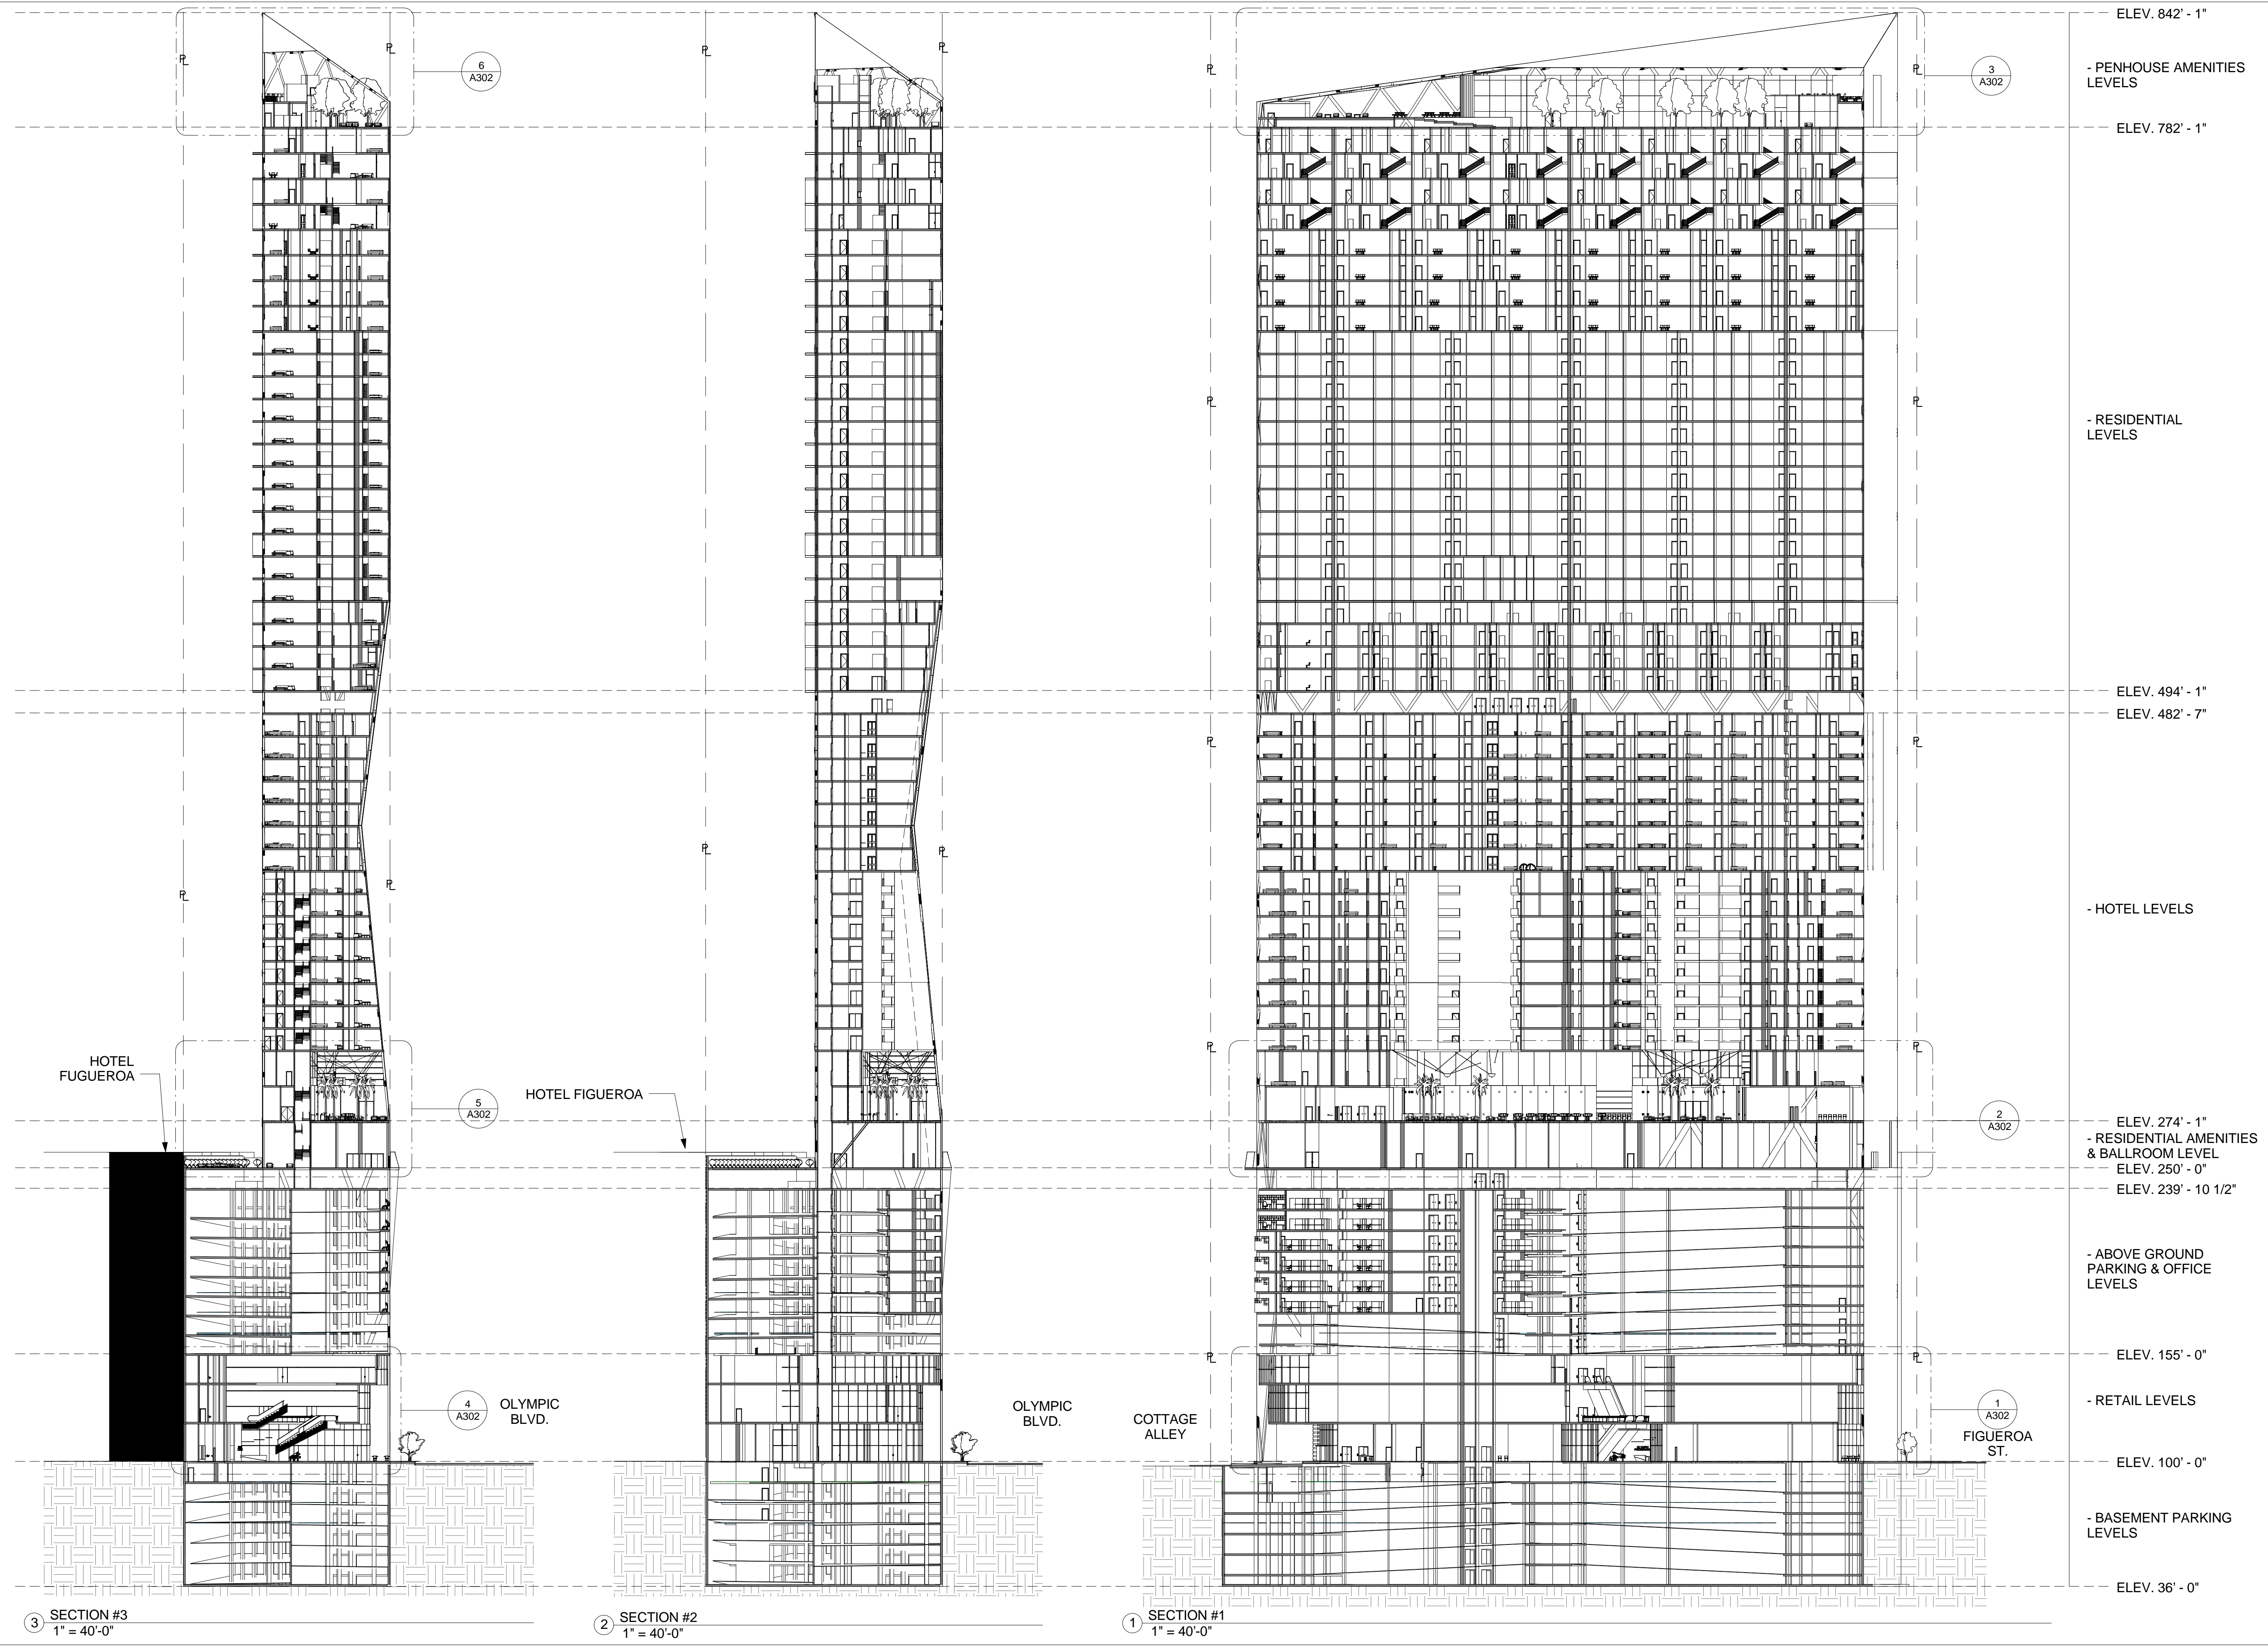 ELEV. 842' - 1"
6
A302
3
A302
- PENHOUSE AMENITIES
LEVELS
ELEV. 782' - 1"
- RESIDENTIAL
LEVELS
ELEV. 494' - 1"
ELEV. 482' - 7"
- HOTEL LEVELS
HOTEL
FUGUEROA
HOTEL FIGUEROA
5
A302
2
A302
ELEV. 274' - 1"
- RESIDENTIAL AMENITIES
& BALLROOM LEVEL
ELEV. 250' - 0"
ELEV. 239' - 10 1/2"
- ABOVE GROUND
PARKING & OFFICE
LEVELS
ELEV. 155' - 0"
- RETAIL LEVELS
4
A302
OLYMPIC
BLVD.
OLYMPIC
BLVD.
COTTAGE
ALLEY
1
A302
FIGUEROA
ST.
ELEV. 100' - 0"
- BASEMENT PARKING
LEVELS
ELEV. 36' - 0"
3 SECTION #3
1" = 40'-0"
2 SECTION #2
1" = 40'-0"
1 SECTION #1
1" = 40'-0"